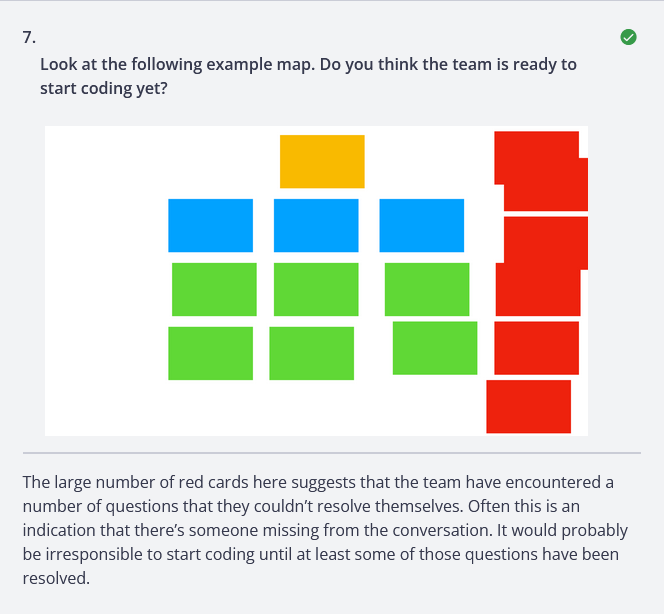 7.
Look at the following example map. Do you think the team is ready to
start coding yet?
The large number of red cards here suggests that the team have encountered a
number of questions that they couldn’t resolve themselves. Often this is an
indication that there’s someone missing from the conversation. It would probably
be irresponsible to start coding until at least some of those questions have been
resolved.